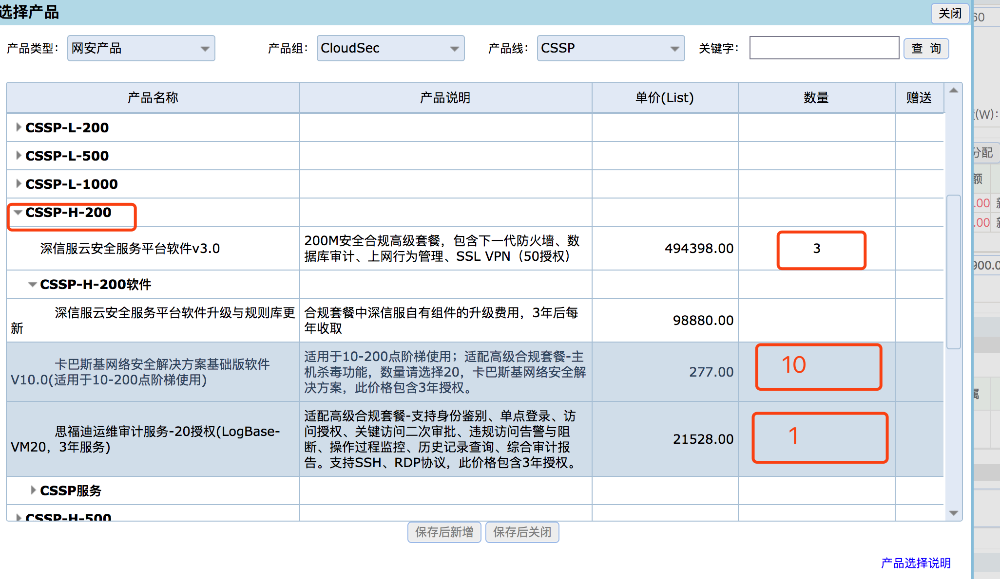 选择产品
关闭
产品类型：
网安产品
产品组：
CloudSec
产品线：
CSSP
关键字：
查 询
产品名称
产品说明
单价(List)
数量
赠送
CSSP-L-200
CSSP-L-500
CSSP-L-1000
CSSP-H-200
深信服云安全服务平台软件v3.0
200M安全合规高级套餐，包含下一代防火墙、数
据库审计、上网行为管理、SSL VPN（50授权）
494398.00
3
CSSP-H-200软件
深信服云安全服务平台软件升级与规则库更
新
合规套餐中深信服自有组件的升级费用，3年后每
年收取
98880.00
卡巴斯基网络安全解决方案基础版软件
V10.0(适用于10-200点阶梯使用)
适用于10-200点阶梯使用；适配高级合规套餐-主
机杀毒功能，数量请选择20，卡巴斯基网络安全解
决方案，此价格包含3年授权。
277.00
10
思福迪运维审计服务-20授权(LogBase-
VM20，3年服务)
适配高级合规套餐-支持身份鉴别、单点登录、访
问授权、关键访问二次审批、违规访问告警与阻
断、操作过程监控、历史记录查询、综合审计报
告。支持SSH、RDP协议，此价格包含3年授权。
21528.00
1
CSSP服务
CSSP-H-500
保存后新增
保存后关闭
产品选择说明
60
(W):
分配
额
.00
.00
900.0